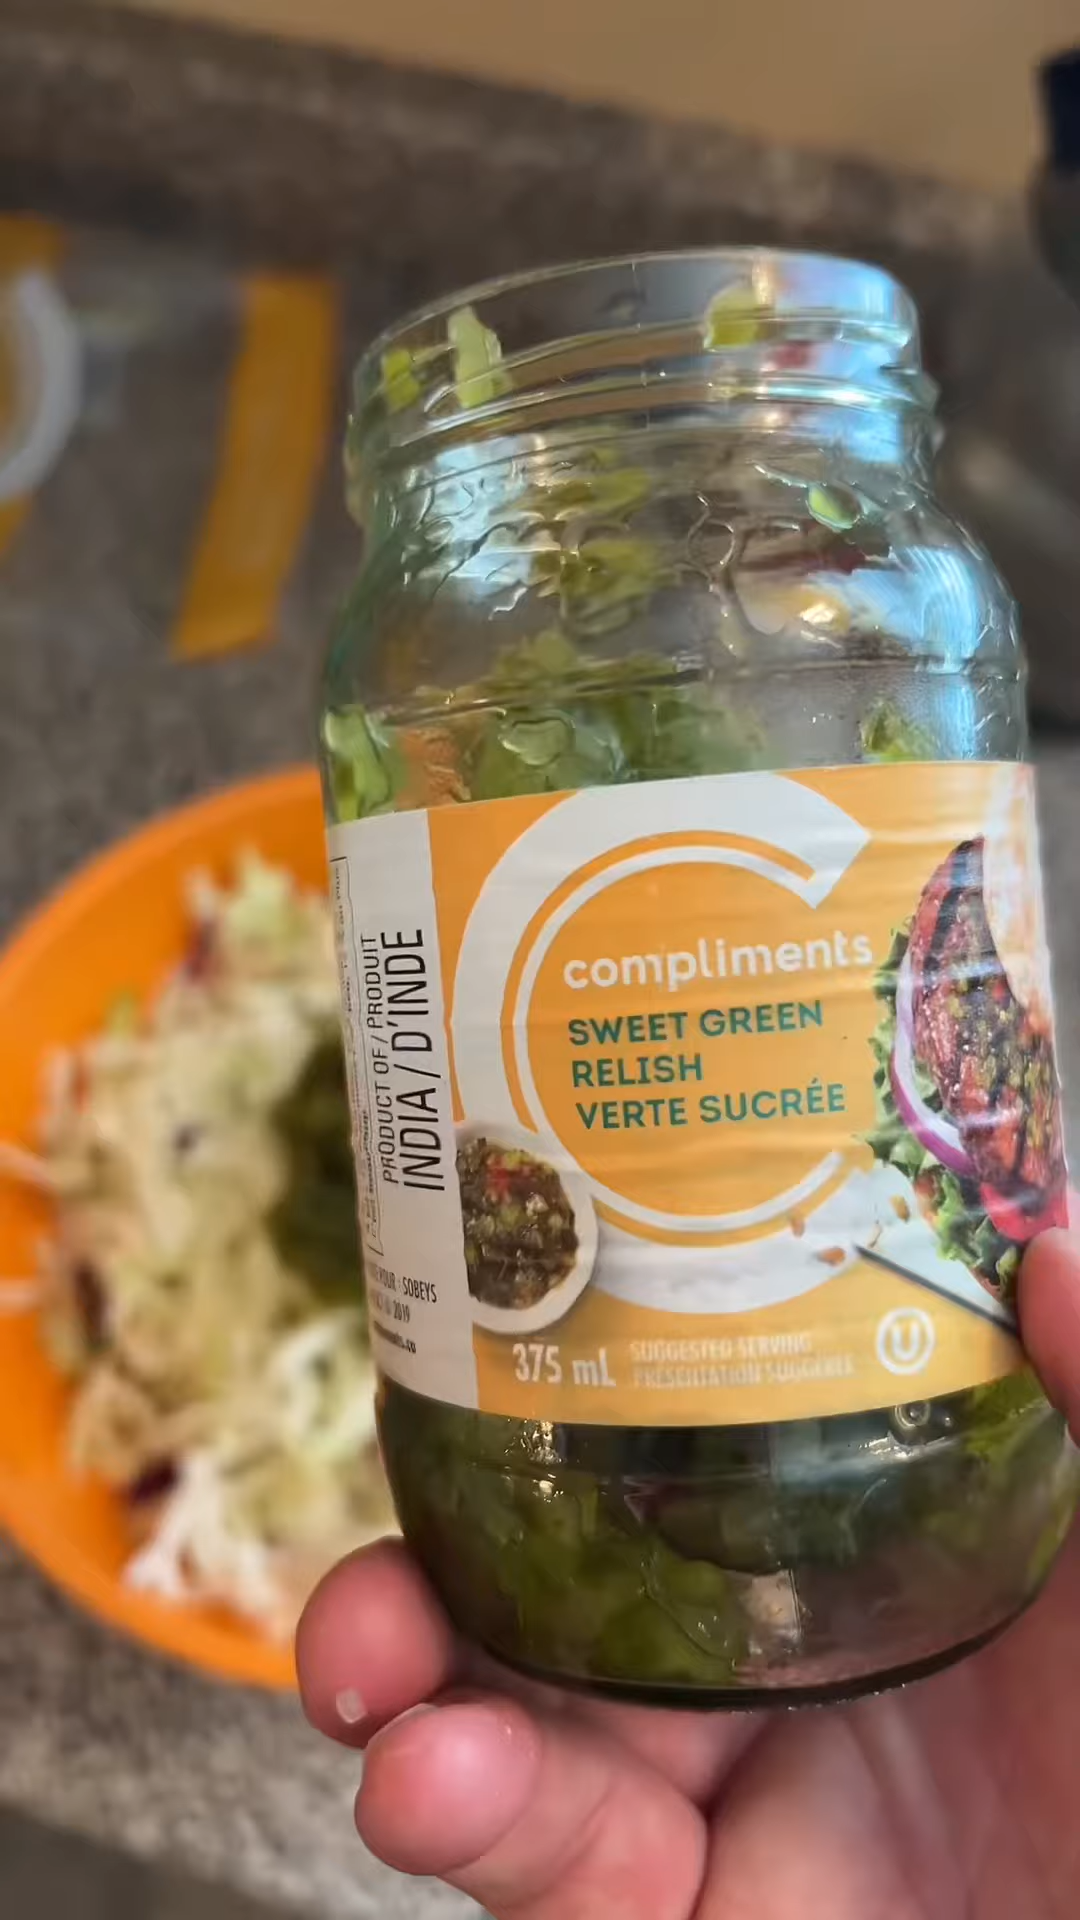 compliments
SWEET GREEN
RELISH
VERTE SUCRÉE
375 mL
SUGGESTED SERVING
PRÉSENTATION SUGGÉRÉE
U
PRODUCT OF / PRODUIT
INDIA / D'INDE
POUR : SOBEYS
2019